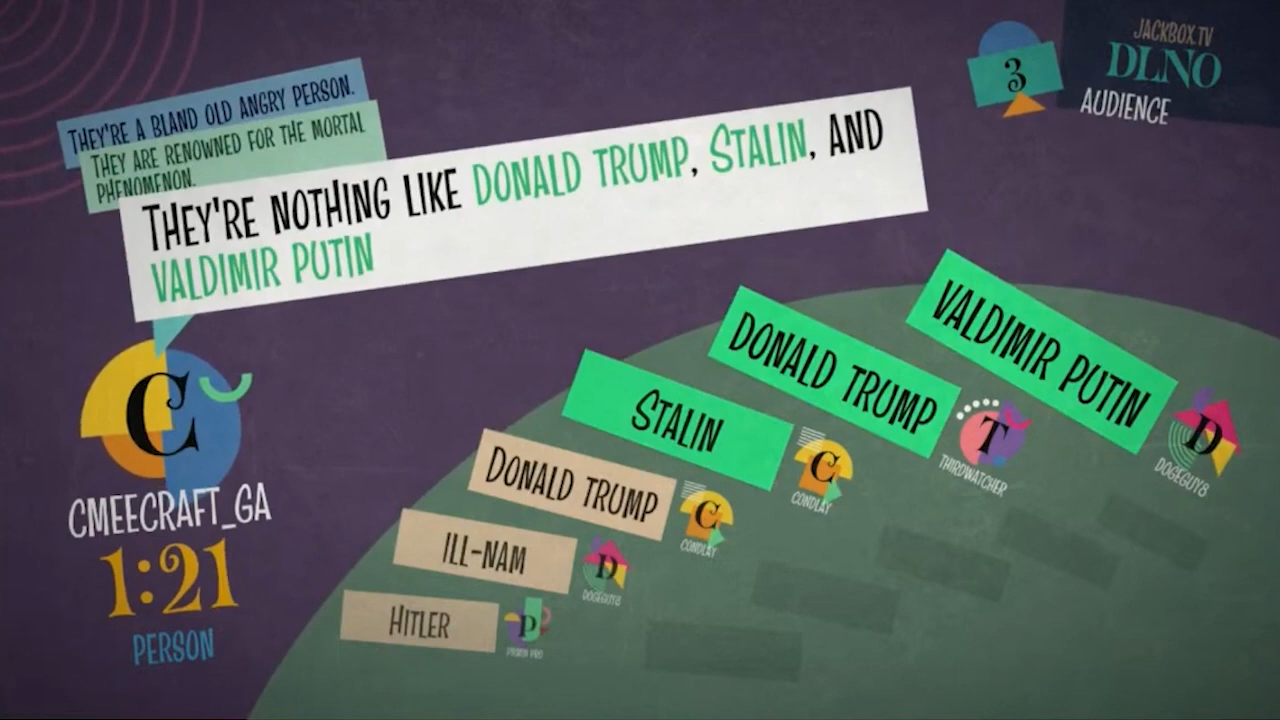 JACKBOX.TV
DLNO
AUDIENCE
3
THEY'RE A BLAND OLD ANGRY PERSON.
THEY ARE RENOWNED FOR THE MORTAL
PHENOMENON.
THEY'RE NOTHING LIKE DONALD TRUMP, STALIN, AND
VALDIMIR PUTIN
C
CMEECRAFT_GA
1:21
PERSON
VALDIMIR PUTIN
D
DOGEGUY8
DONALD TRUMP
T
THIRDWATCHER
STALIN
C
CONDLAY
DONALD TRUMP
C
CONDLAY
ILL-NAM
D
DOGEGUY8
HITLER
P